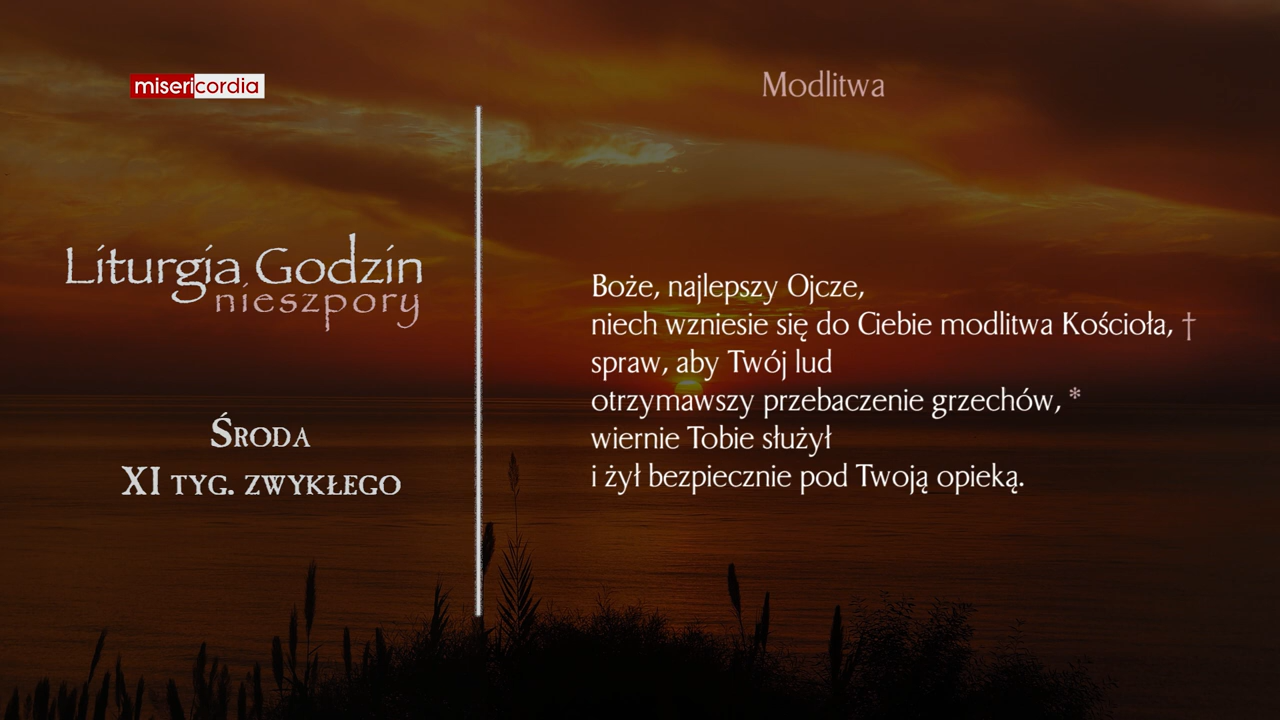 misericordia
Modlitwa
Liturgia Godzin
nieszpory
Środa
XI tyg. zwykłego
Boże, najlepszy Ojcze,
niech wzniesie się do Ciebie modlitwa Kościoła, †
spraw, aby Twój lud
otrzymawszy przebaczenie grzechów, *
wiernie Tobie służył
i żył bezpiecznie pod Twoją opieką.